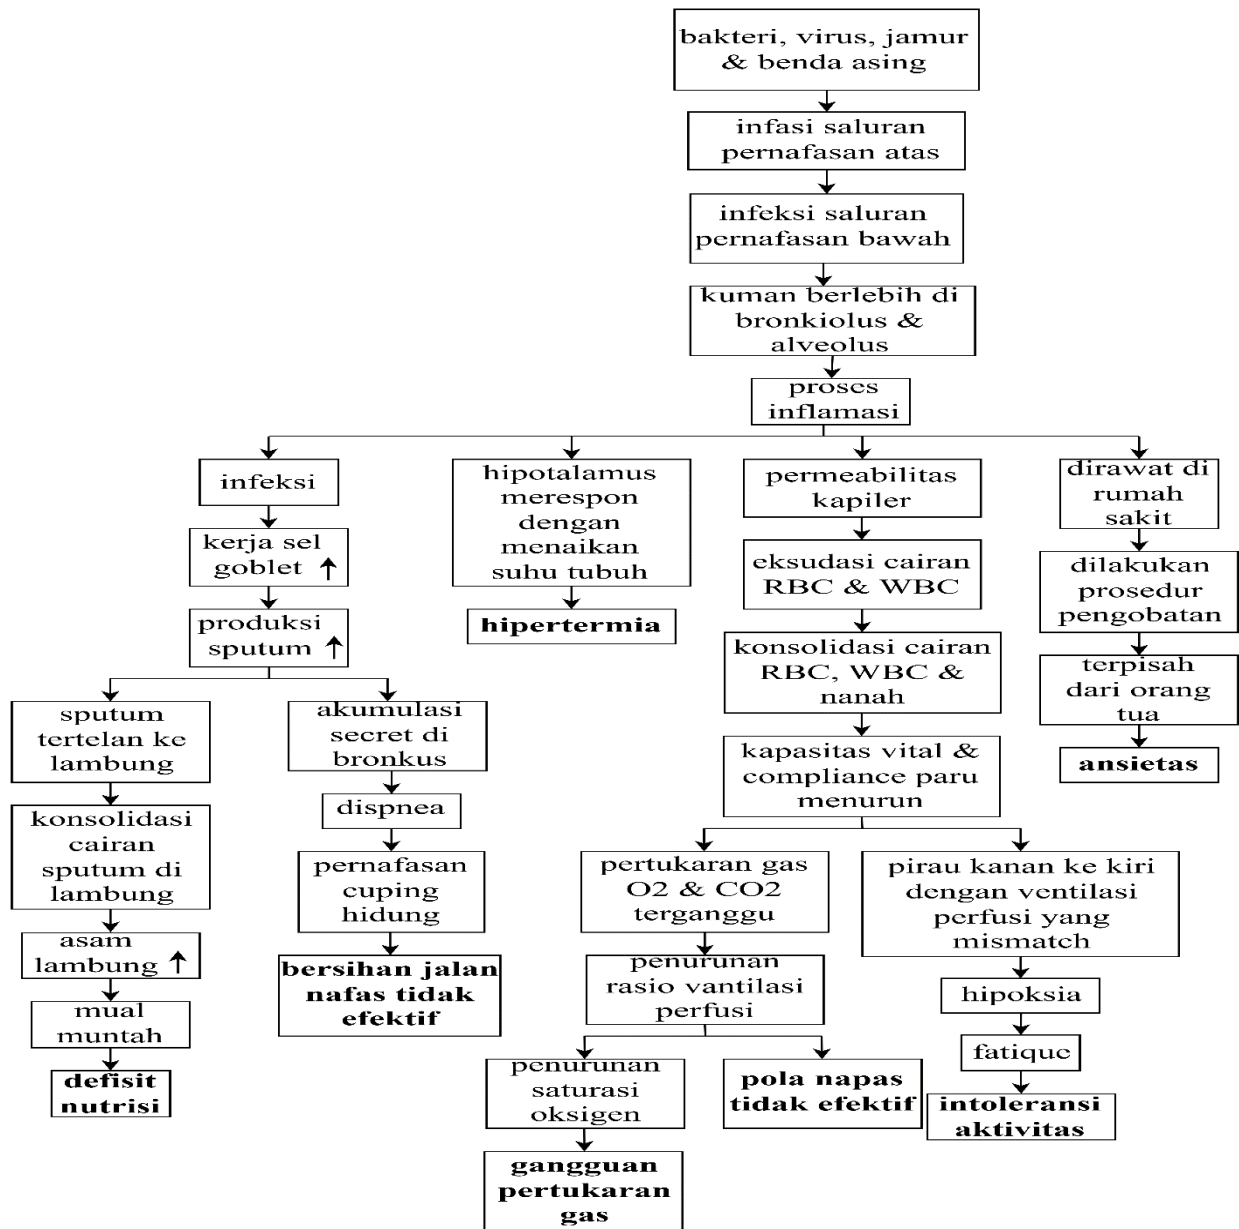 bakteri, virus, jamur
& benda asing
infasi saluran
pernafasan atas
infeksi saluran
pernafasan bawah
kuman berlebih di
bronkiolus &
alveolus
proses
inflamasi
infeksi
kerja sel
goblet ↑
produksi
sputum ↑
sputum
tertelan ke
lambung
konsolidasi
cairan
sputum di
lambung
asam
lambung ↑
mual
muntah
defisit
nutrisi
akumulasi
secret di
bronkus
dispnea
pernafasan
cuping
hidung
bersihan jalan
nafas tidak
efektif
hipotalamus
merespon
dengan
menaikan
suhu tubuh
hipertermia
permeabilitas
kapiler
eksudasi cairan
RBC & WBC
konsolidasi cairan
RBC, WBC &
nanah
kapasitas vital &
compliance paru
menurun
pertukaran gas
O2 & CO2
terganggu
penurunan
rasio vantilasi
perfusi
penurunan
saturasi
oksigen
gangguan
pertukaran
gas
pola napas
tidak efektif
pirau kanan ke kiri
dengan ventilasi
perfusi yang
mismatch
hipoksia
fatique
intoleransi
aktivitas
dirawat di
rumah
sakit
dilakukan
prosedur
pengobatan
terpisah
dari orang
tua
ansietas